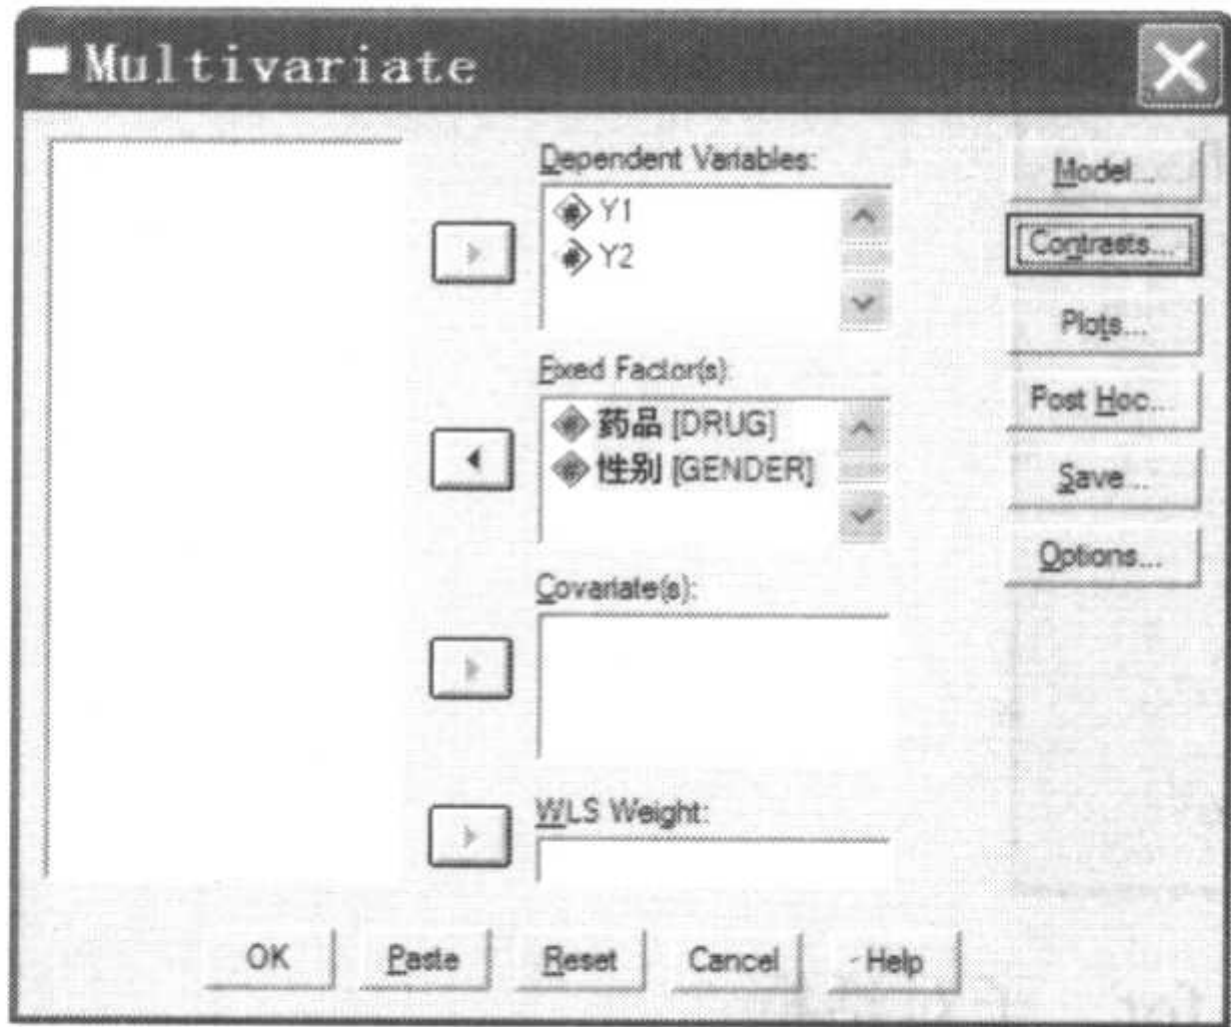 Multivariate
Dependent Variables:
Y1
Y2
Fixed Factor(s):
药品 [DRUG]
性别 [GENDER]
Covariate(s):
WLS Weight:
Model...
Contrasts...
Plots...
Post Hoc...
Save...
Options...
OK
Paste
Reset
Cancel
Help